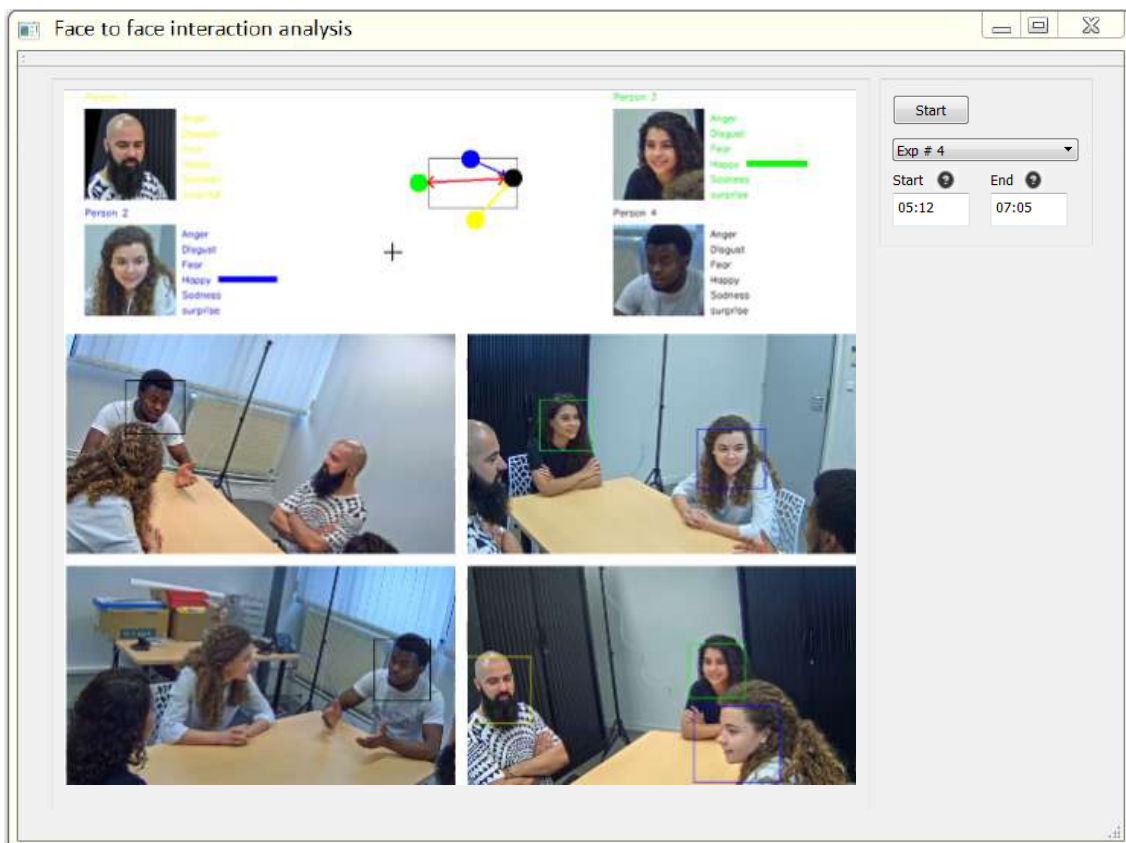 Face to face interaction analysis
Start
Exp # 4
Start ? End ?
05:12 07:05
Person 1
Anger
Disgust
Fear
Happy
Sadness
surprise
Person 3
Anger
Disgust
Fear
Happy
Sadness
surprise
Person 2
Anger
Disgust
Fear
Happy
Sadness
surprise
Person 4
Anger
Disgust
Fear
Happy
Sadness
surprise